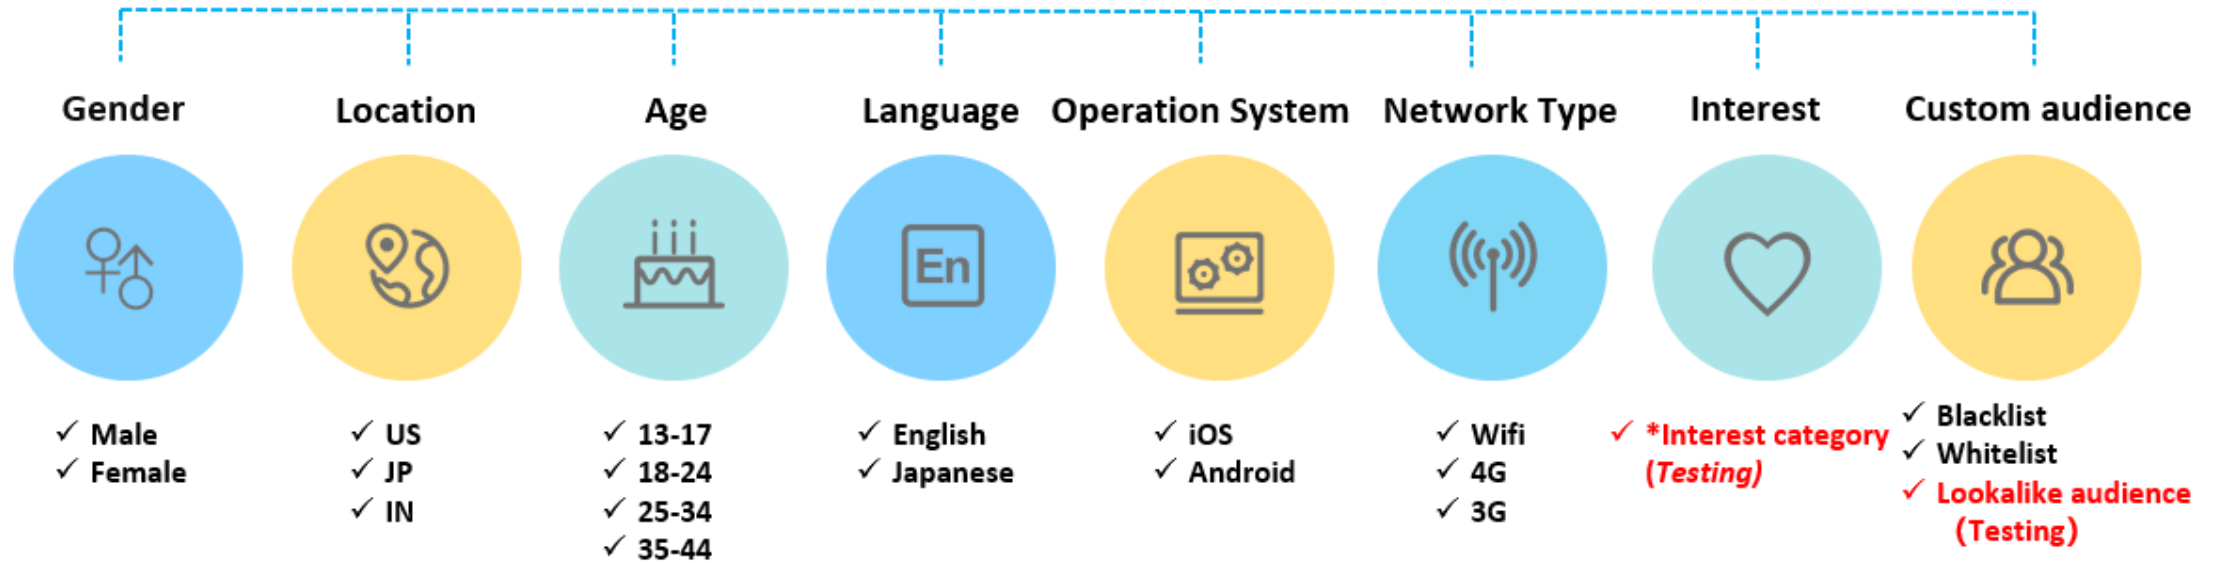 Gender
Location
Age
Language
Operation System
Network Type
Interest
Custom audience
En
✓ Male
✓ Female
✓ US
✓ JP
✓ IN
✓ 13-17
✓ 18-24
✓ 25-34
✓ 35-44
✓ English
✓ Japanese
✓ iOS
✓ Android
✓ Wifi
✓ 4G
✓ 3G
✓ *Interest category
(Testing)
✓ Blacklist
✓ Whitelist
✓ Lookalike audience
(Testing)